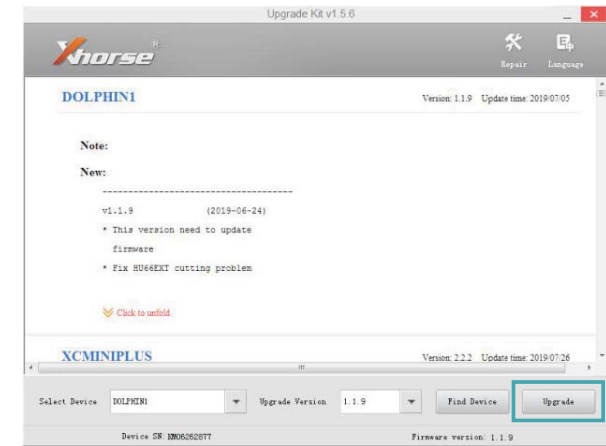 Upgrade Kit v1.5.6
Xhorse®
Repair Language
DOLPHIN1 Version: 1.1.9 Update time: 2019/07/05
Note:
New:
-------------------------------------
v1.1.9 (2019-06-24)
* This version need to update
firmware
* Fix HU66EXT cutting problem
Click to unfold
XCMINIPLUS Version: 2.2.2 Update time: 2019/07/26
Select Device DOLPHIN1 Upgrade Version 1.1.9 Find Device Upgrade
Device SN: XM06262877 Firmware version: 1.1.9